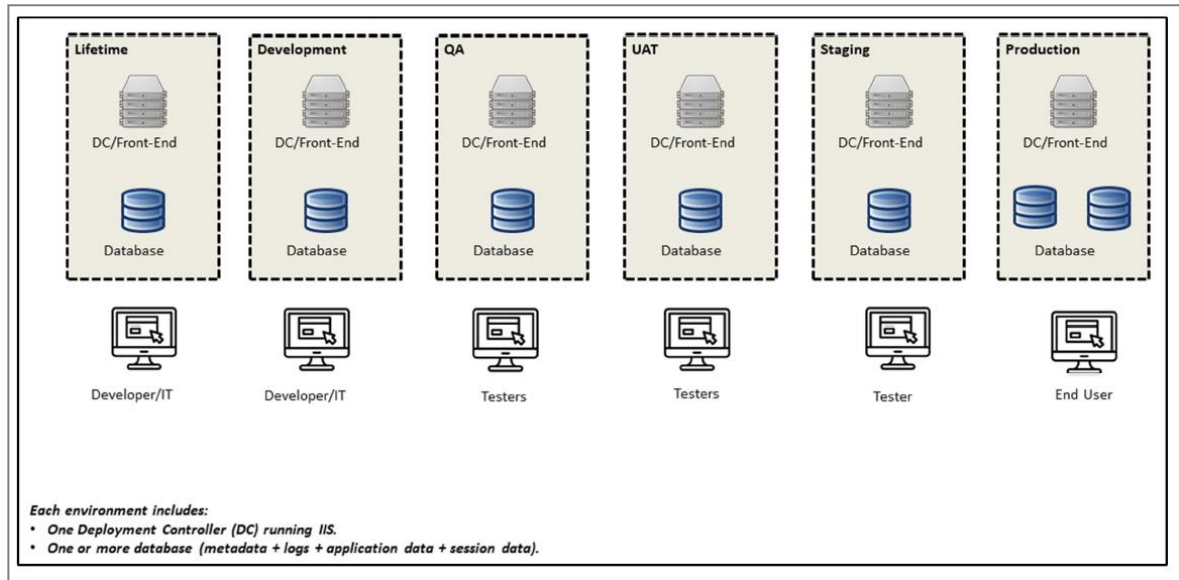 Lifetime
Development
QA
UAT
Staging
Production
DC/Front-End
DC/Front-End
DC/Front-End
DC/Front-End
DC/Front-End
DC/Front-End
Database
Database
Database
Database
Database
Database
Developer/IT
Developer/IT
Testers
Testers
Tester
End User
Each environment includes:
• One Deployment Controller (DC) running IIS.
• One or more database (metadata + logs + application data + session data).